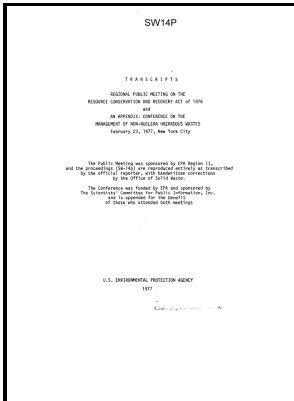 SW14P
TRANSCRIPTS
REGIONAL PUBLIC MEETING ON THE
RESOURCE CONSERVATION AND RECOVERY ACT of 1976
and
AN APPENDIX: CONFERENCE ON THE
MANAGEMENT OF NON-NUCLEAR HAZARDOUS WASTES
February 23, 1977, New York City
The Public Meeting was sponsored by EPA Region II,
and the proceedings (SW-14p) are reproduced entirely as transcribed
by the official reporter, with handwritten corrections
by the Office of Solid Waste.
The Conference was funded by EPA and sponsored by
The Scientists' Committee for Public Information, Inc.
and is appended for the benefit
of those who attended both meetings
U.S. ENVIRONMENTAL PROTECTION AGENCY
1977